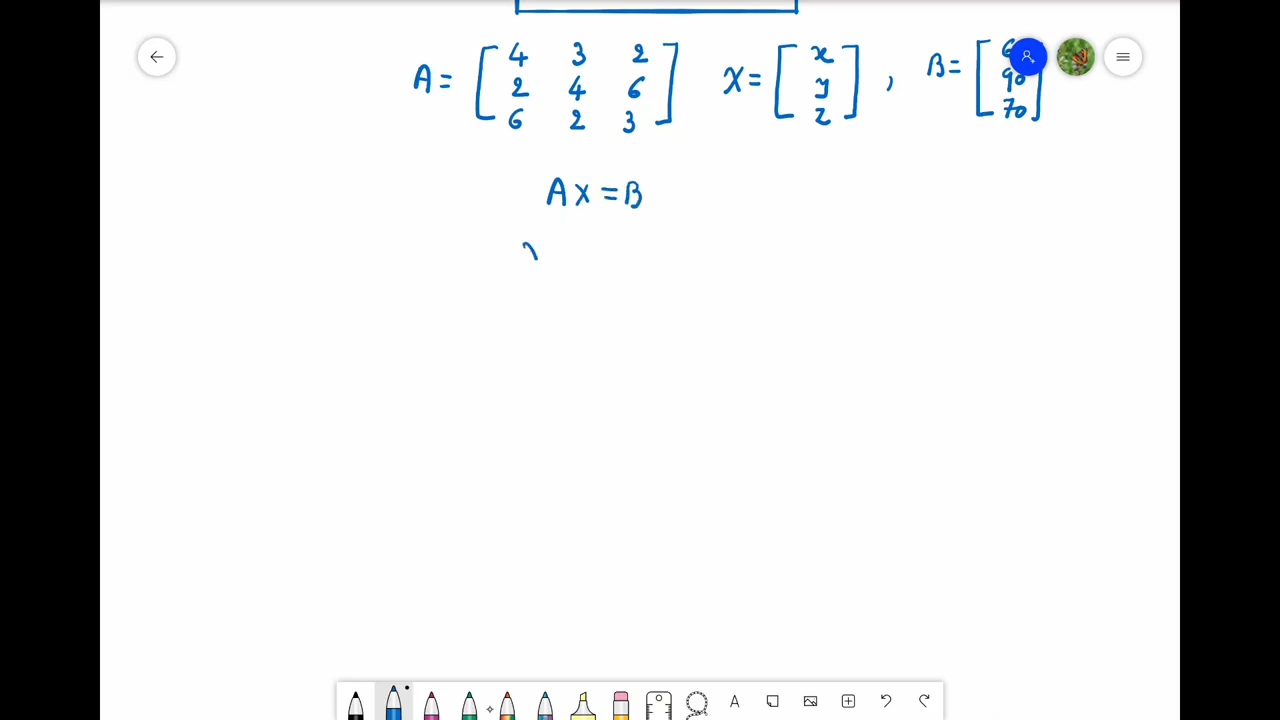 A = [ 4 3 2 ] X = [ x ] , B = [
2 4 6 y 90
6 2 3 z 70 ]
AX = B
A